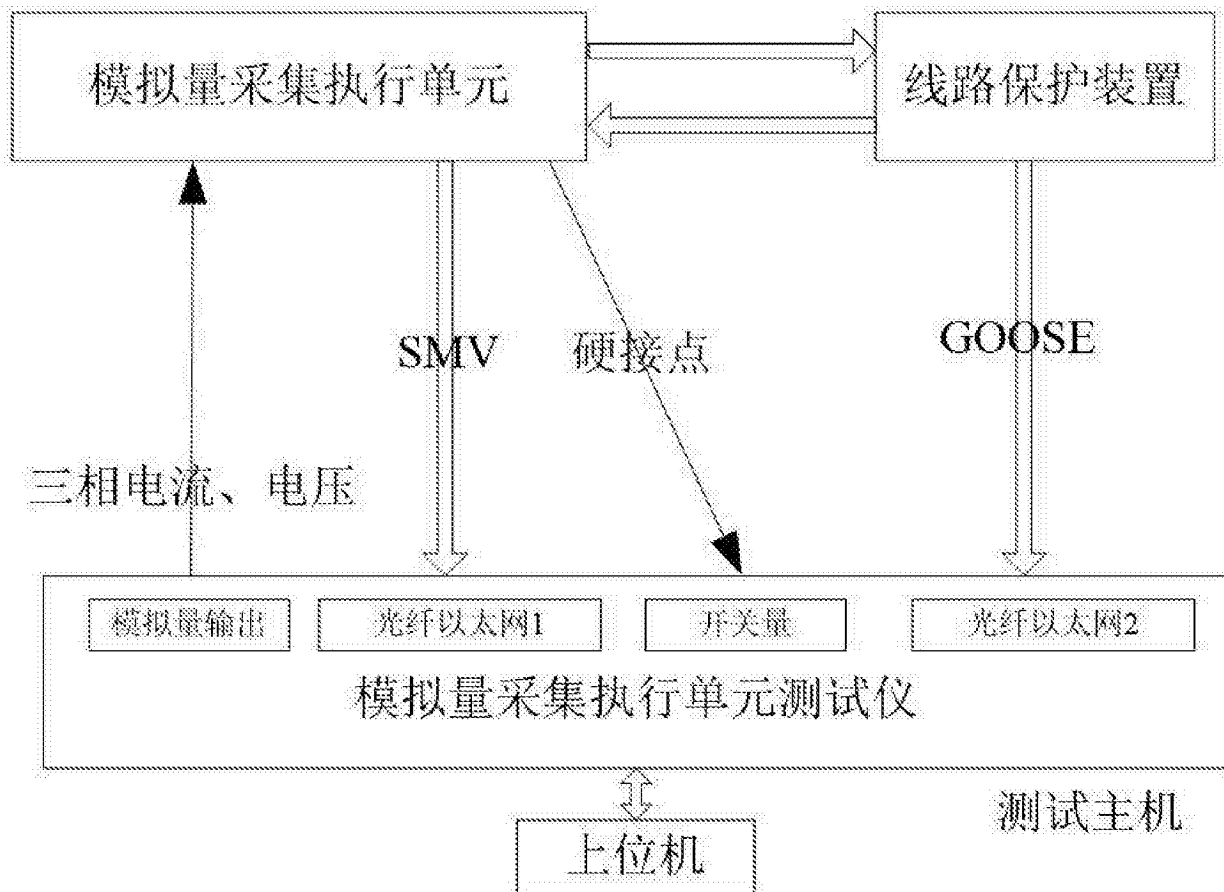 模拟量采集执行单元
线路保护装置
SMV
硬接点
GOOSE
三相电流、电压
模拟量输出
光纤以太网1
开关量
光纤以太网2
模拟量采集执行单元测试仪
测试主机
上位机